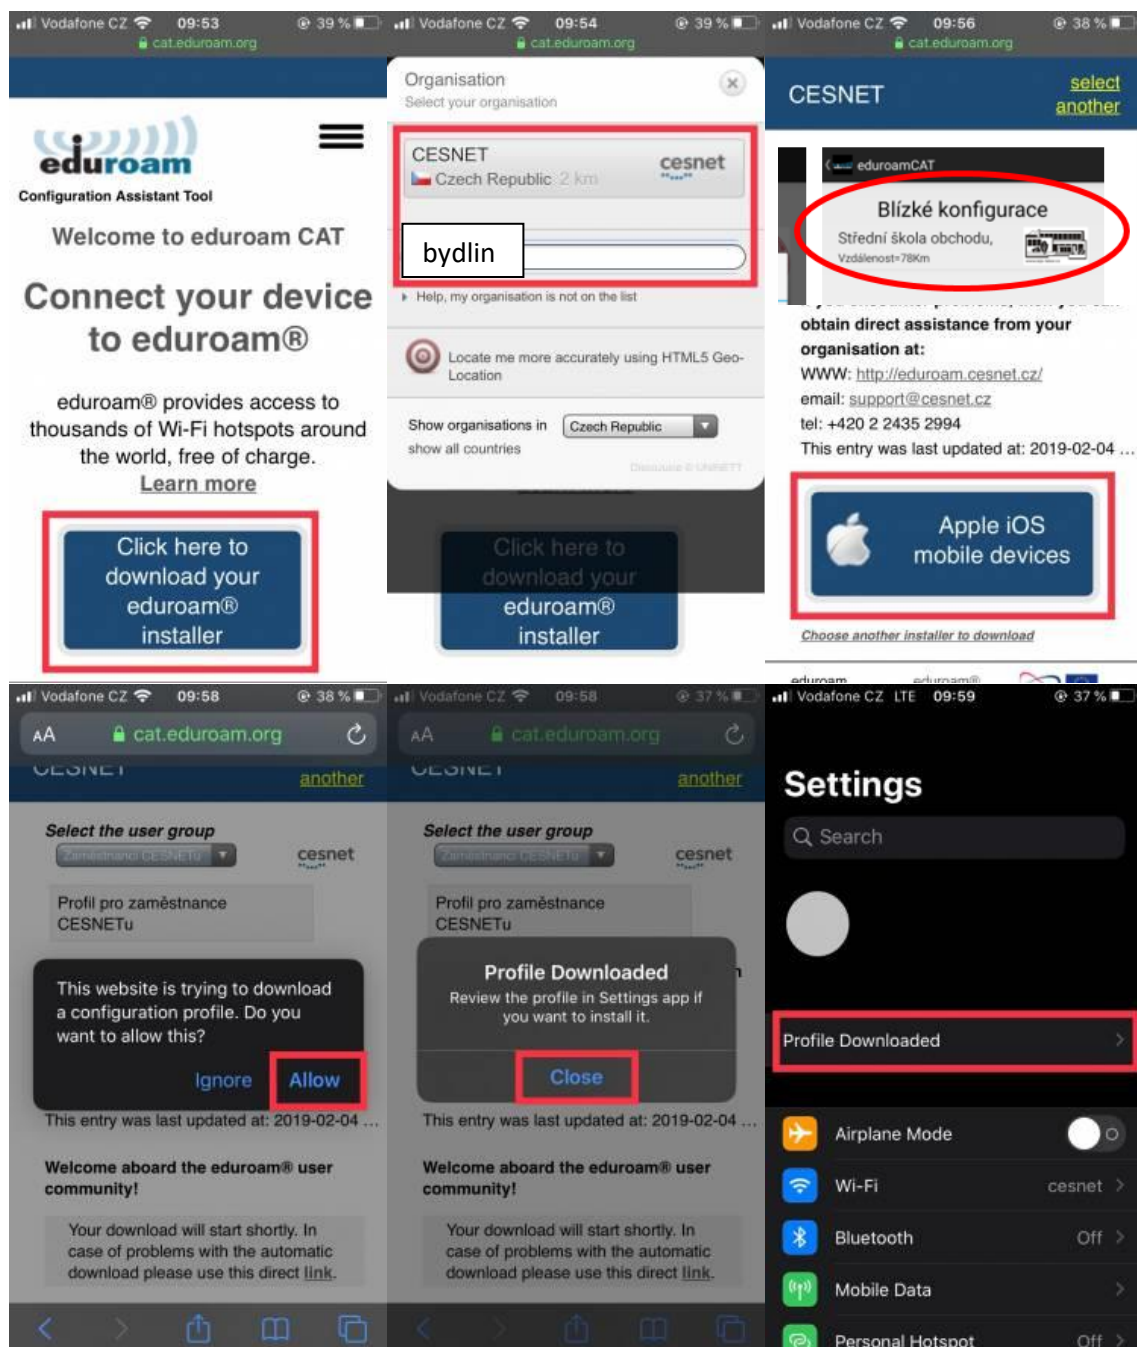 Vodafone CZ 09:53 39 %
cat.eduroam.org
eduroam
Configuration Assistant Tool
Welcome to eduroam CAT
Connect your device
to eduroam®
eduroam® provides access to
thousands of Wi-Fi hotspots around
the world, free of charge.
Learn more
Click here to
download your
eduroam®
installer
Vodafone CZ 09:54 39 %
cat.eduroam.org
Organisation
Select your organisation
CESNET
Czech Republic 2 km
cesnet
bydlin
Help, my organisation is not on the list
Locate me more accurately using HTML5 Geo-
Location
Show organisations in Czech Republic
show all countries
DiscoJuice © UNINETT
Click here to
download your
eduroam®
installer
Vodafone CZ 09:56 38 %
cat.eduroam.org
CESNET
select
another
eduroamCAT
Blízké konfigurace
Střední škola obchodu,
Vzdálenost=78Km
obtain direct assistance from your
organisation at:
WWW: http://eduroam.cesnet.cz/
email: support@cesnet.cz
tel: +420 2 2435 2994
This entry was last updated at: 2019-02-04 ...
Apple iOS
mobile devices
Choose another installer to download
eduroam eduroam®
Vodafone CZ 09:58 38 %
AA cat.eduroam.org
CESNET
another
Select the user group
Zaměstnanci CESNETu
cesnet
Profil pro zaměstnance
CESNETu
This website is trying to download
a configuration profile. Do you
want to allow this?
Ignore Allow
This entry was last updated at: 2019-02-04 ...
Welcome aboard the eduroam® user
community!
Your download will start shortly. In
case of problems with the automatic
download please use this direct link.
Vodafone CZ 09:58 37 %
AA cat.eduroam.org
CESNET
another
Select the user group
Zaměstnanci CESNETu
cesnet
Profil pro zaměstnance
CESNETu
Profile Downloaded
Review the profile in Settings app if
you want to install it.
Close
This entry was last updated at: 2019-02-04 ...
Welcome aboard the eduroam® user
community!
Your download will start shortly. In
case of problems with the automatic
download please use this direct link.
Vodafone CZ LTE 09:59 37 %
Settings
Search
Profile Downloaded
Airplane Mode
Wi-Fi cesnet
Bluetooth Off
Mobile Data
Personal Hotspot Off